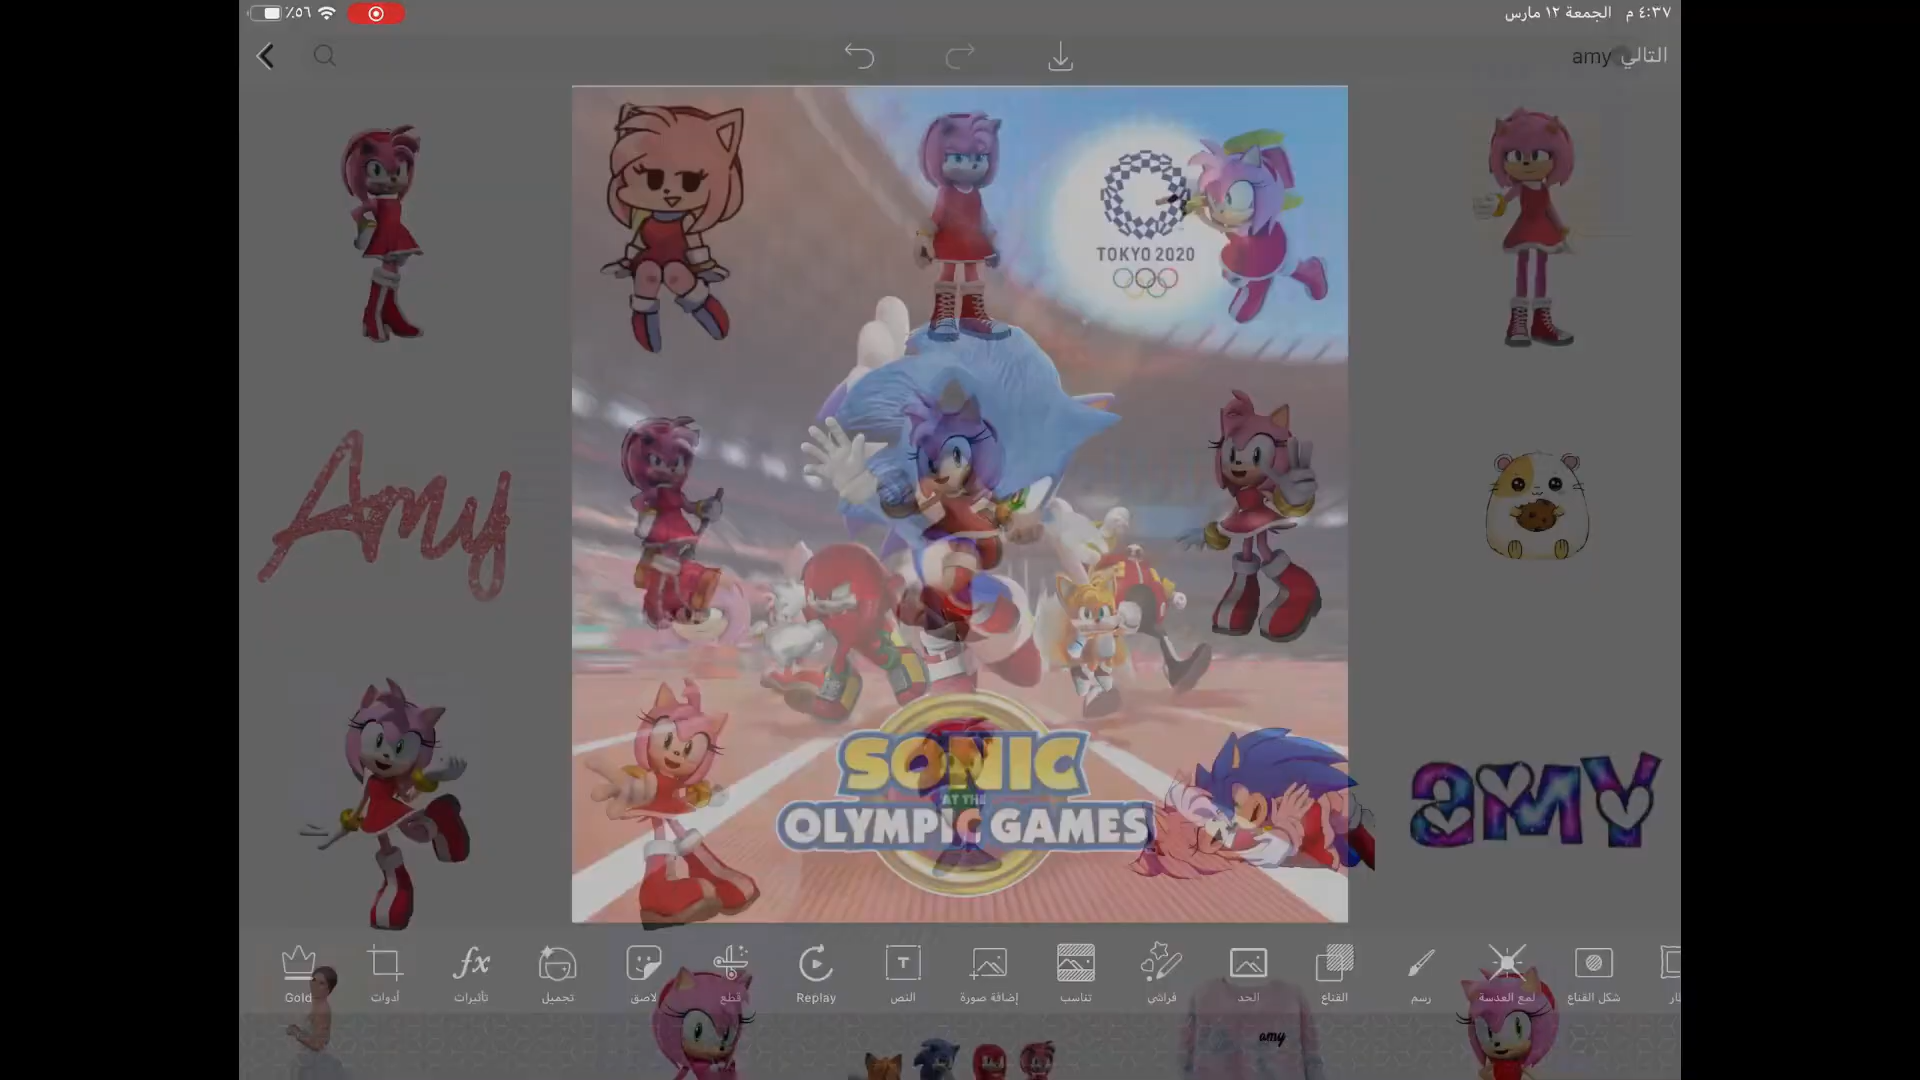 ٪٥٦
٤:٣٧ م الجمعة ١٢ مارس
amy
التالي
TOKYO 2020
Amy
SONIC
AT THE
OLYMPIC GAMES
aMY
Gold
أدوات
تأثيرات
تجميل
لاصق
قطع
Replay
النص
إضافة صورة
تناسب
فراشي
الحد
القناع
رسم
لمع العدسة
شكل القناع
amy